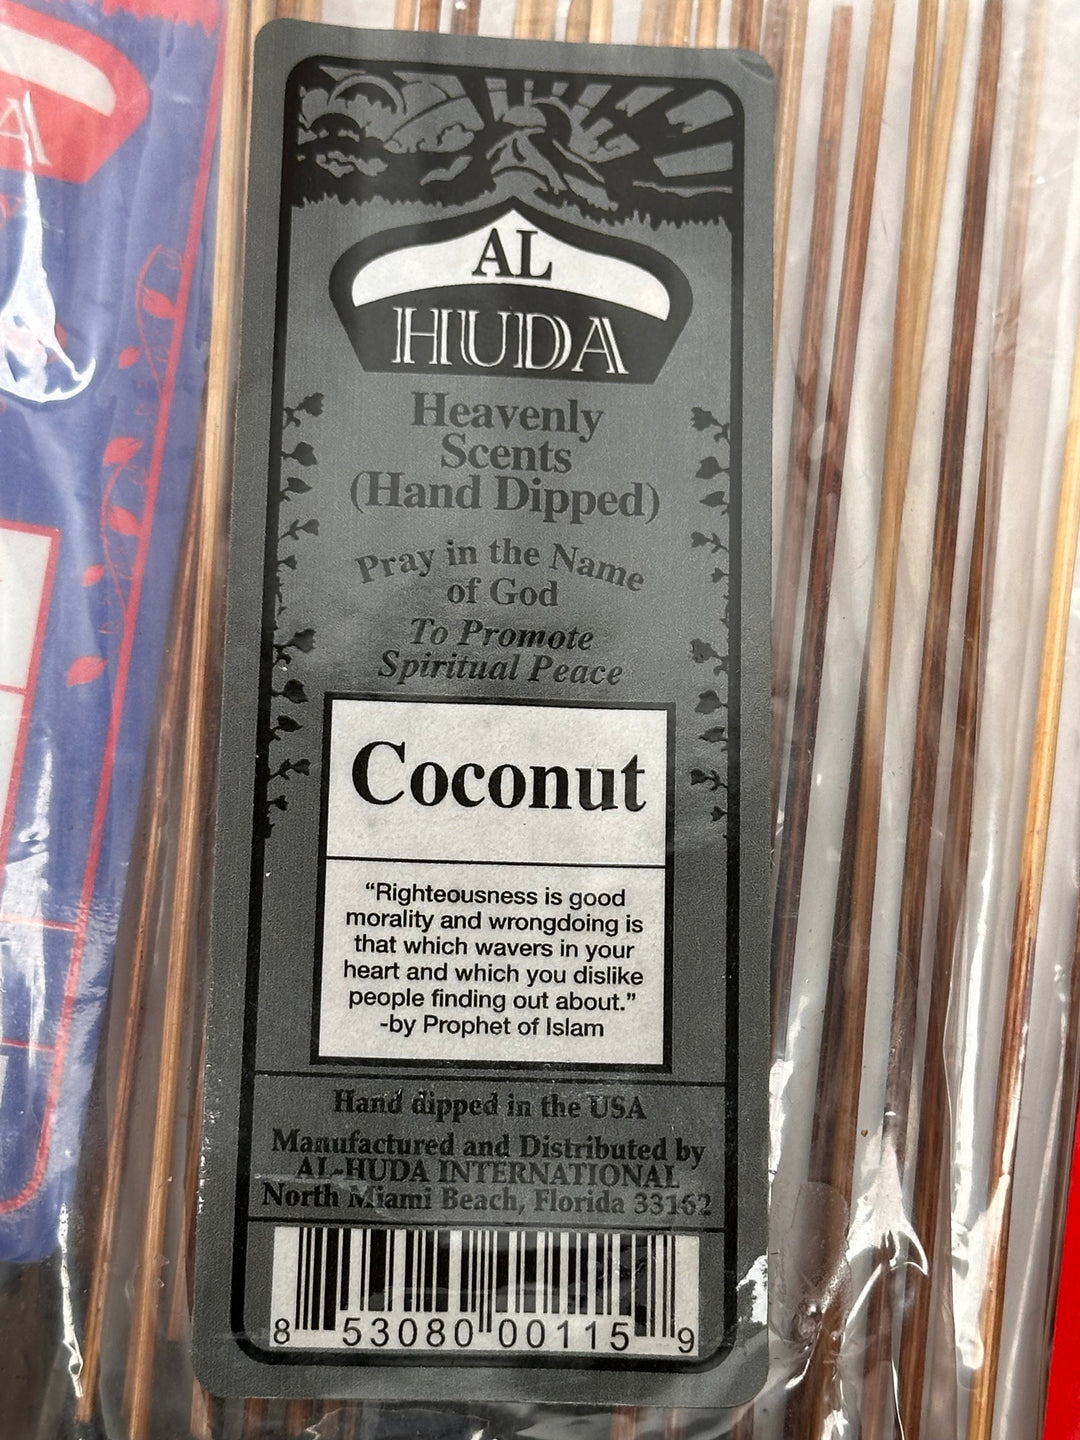 AL
HUDA
Heavenly
Scents
(Hand Dipped)
Pray in the Name
of God
To Promote
Spiritual Peace
Coconut
“Righteousness is good
morality and wrongdoing is
that which wavers in your
heart and which you dislike
people finding out about.”
-by Prophet of Islam
Hand dipped in the USA
Manufactured and Distributed by
AL-HUDA INTERNATIONAL
North Miami Beach, Florida 33162
8 53080 00115 9
A